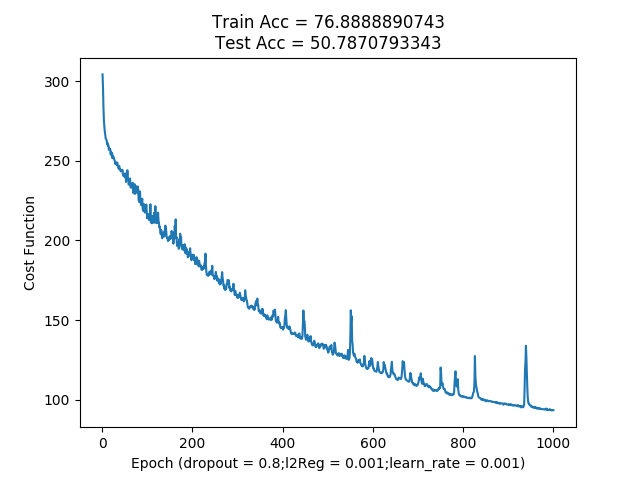 Train Acc = 76.8888890743
Test Acc = 50.7870793343
300
250
200
150
100
Cost Function
0
200
400
600
800
1000
Epoch (dropout = 0.8;l2Reg = 0.001;learn_rate = 0.001)